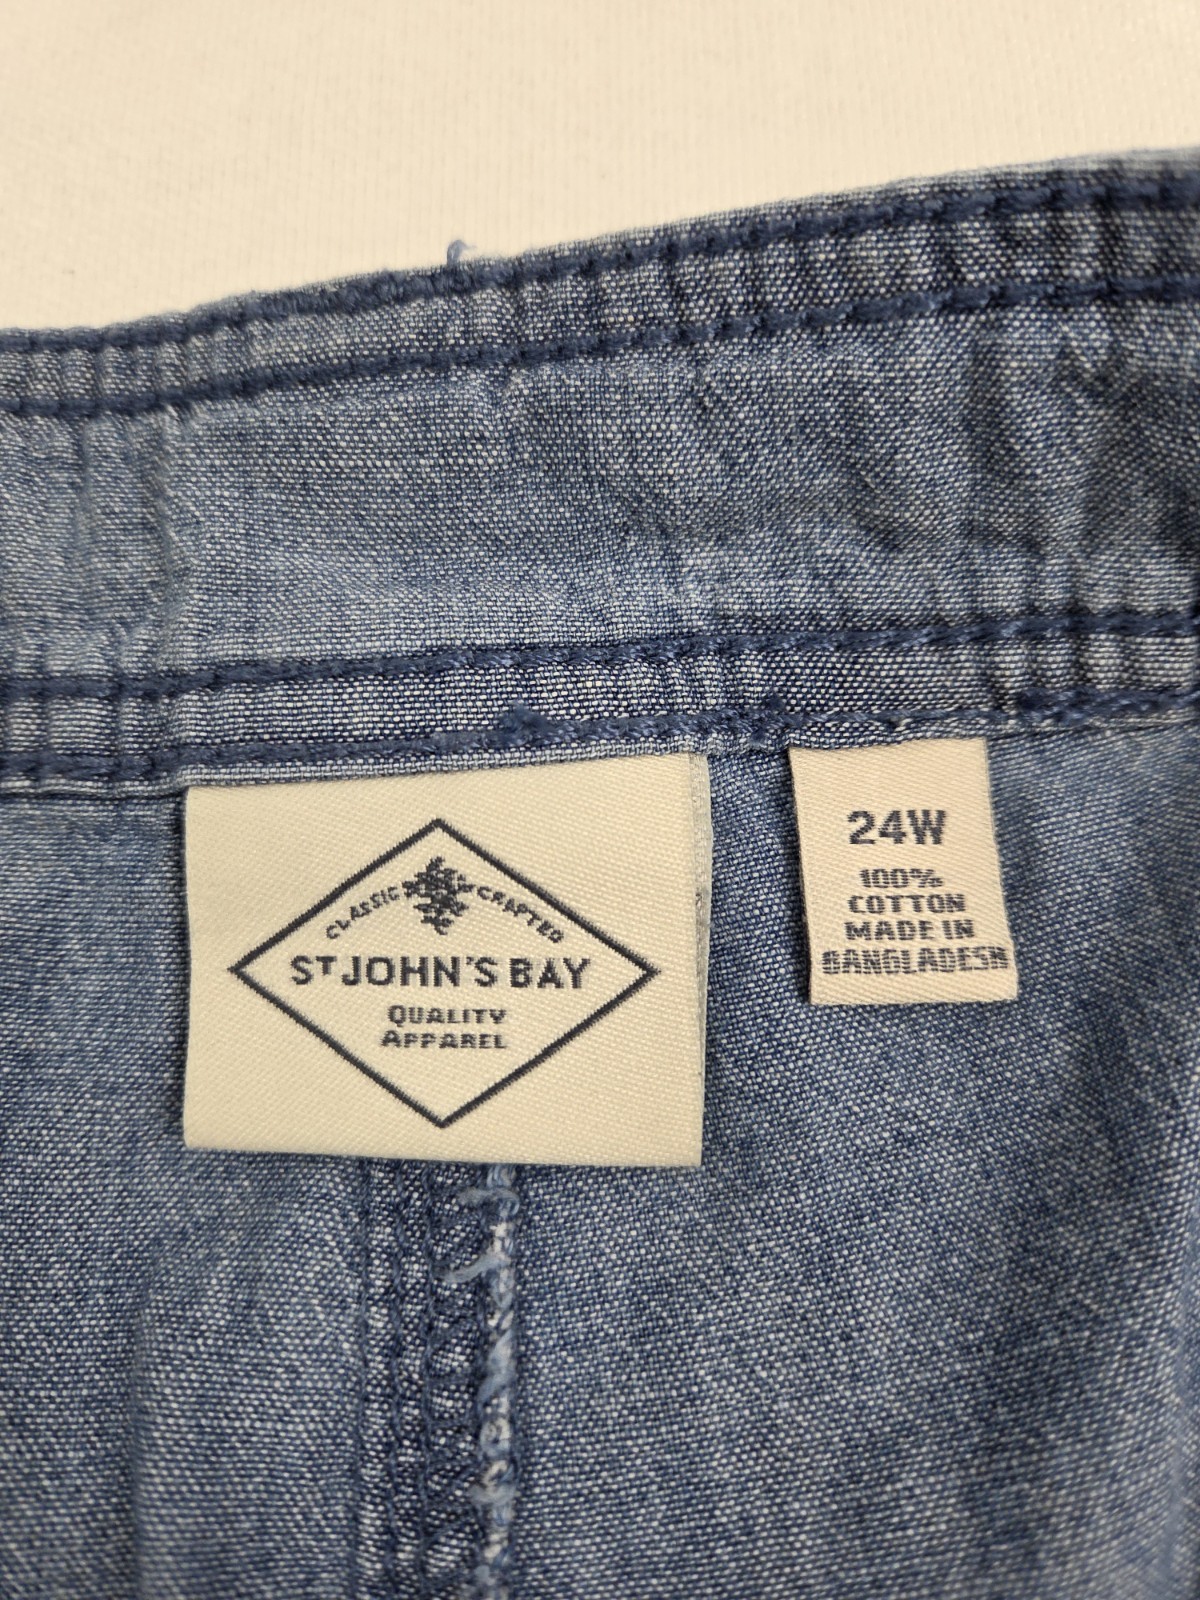 CLASSIC CRAFTED
ST JOHN'S BAY
QUALITY
APPAREL
24W
100%
COTTON
MADE IN
BANGLADESH